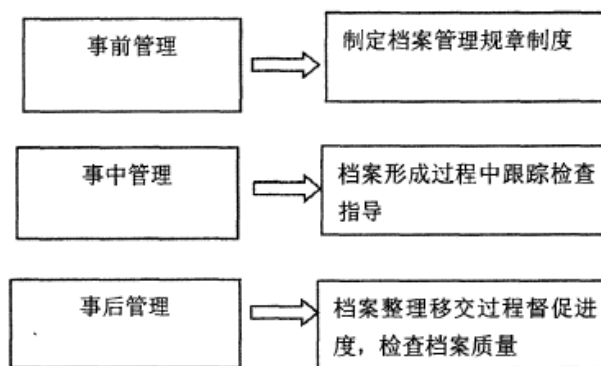 事前管理
制定档案管理规章制度
事中管理
档案形成过程中跟踪检查
指导
事后管理
档案整理移交过程督促进
度，检查档案质量